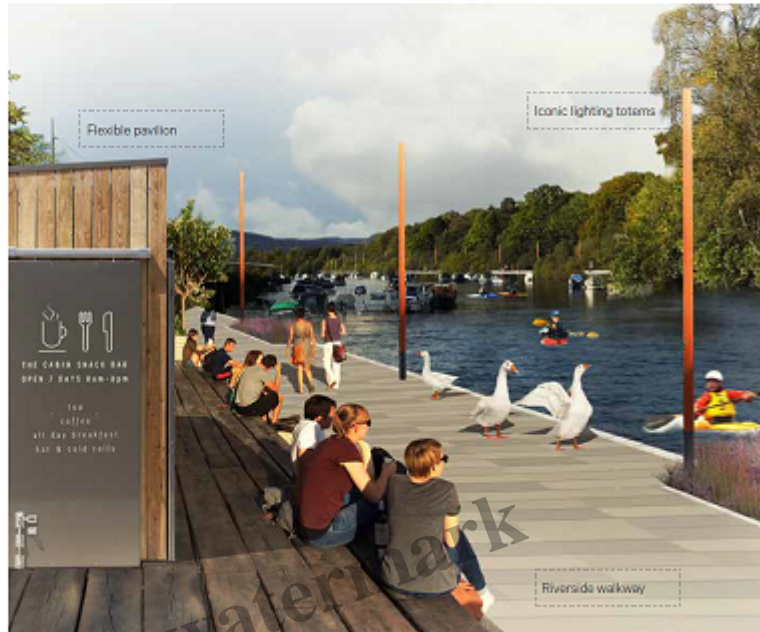 Flexible pavilion
Iconic lighting totems
THE CABIN SNACK BAR
OPEN 7 DAYS 8am-8pm
tea
coffee
all day breakfast
hot & cold rolls
Riverside walkway
watermark